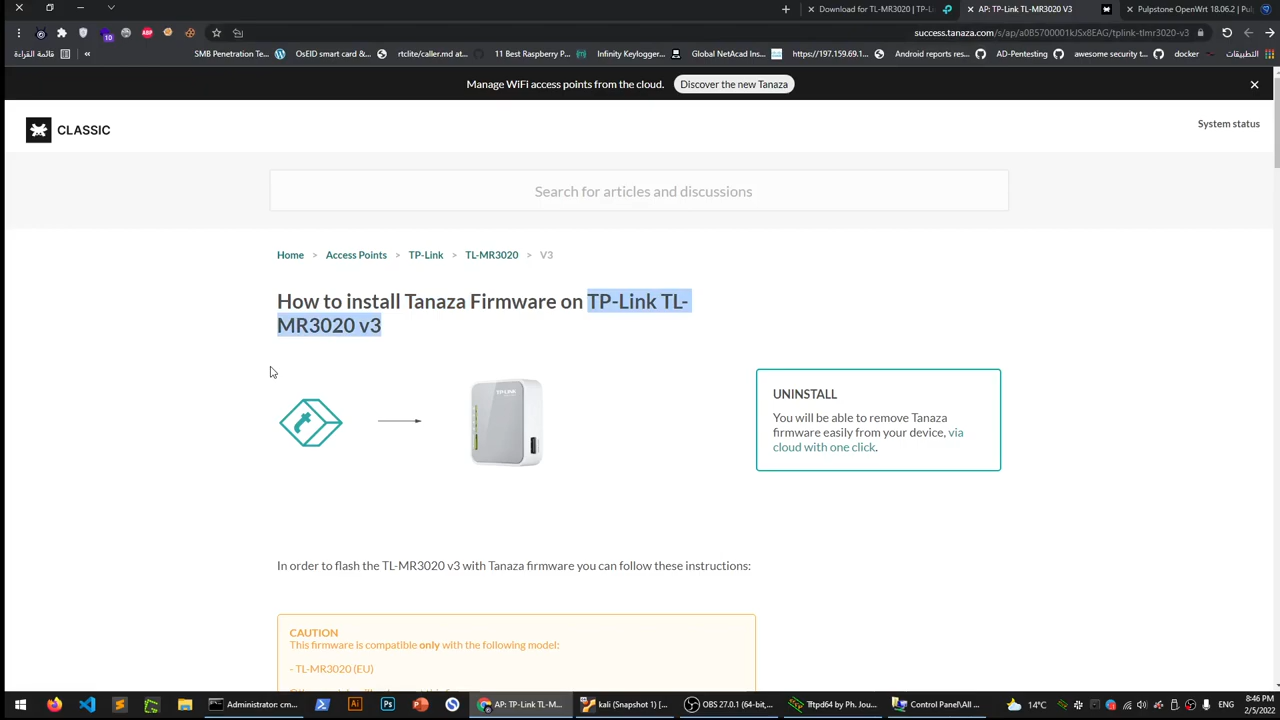 Download for TL-MR3020 | TP-L
AP: TP-Link TL-MR3020 V3
Pulpstone OpenWrt 18.06.2 | Pul
10
ABP
success.tanaza.com/s/ap/a0B5700001kJSx8EAG/tplink-tlmr3020-v3
«
SMB Penetration Te...
OsEID smart card &...
rtclite/caller.md at...
11 Best Raspberry P...
Infinity Keylogger...
Global NetAcad Ins...
https://197.159.69.1...
Android reports res...
AD-Pentesting
awesome security t...
docker
penetration test
Manage WiFi access points from the cloud.
Discover the new Tanaza
CLASSIC
System status
Search for articles and discussions
Home > Access Points > TP-Link > TL-MR3020 > V3
How to install Tanaza Firmware on TP-Link TL-
MR3020 v3
TP-LINK
UNINSTALL
You will be able to remove Tanaza
firmware easily from your device, via
cloud with one click.
In order to flash the TL-MR3020 v3 with Tanaza firmware you can follow these instructions:
CAUTION
This firmware is compatible only with the following model:
- TL-MR3020 (EU)
Administrator: cm...
AP: TP-Link TL-M...
kali (Snapshot 1) [...
OBS 27.0.1 (64-bit,...
Tftpd64 by Ph. Jou...
Control Panel\All ...
14°C
ENG
8:46 PM
2/5/2022